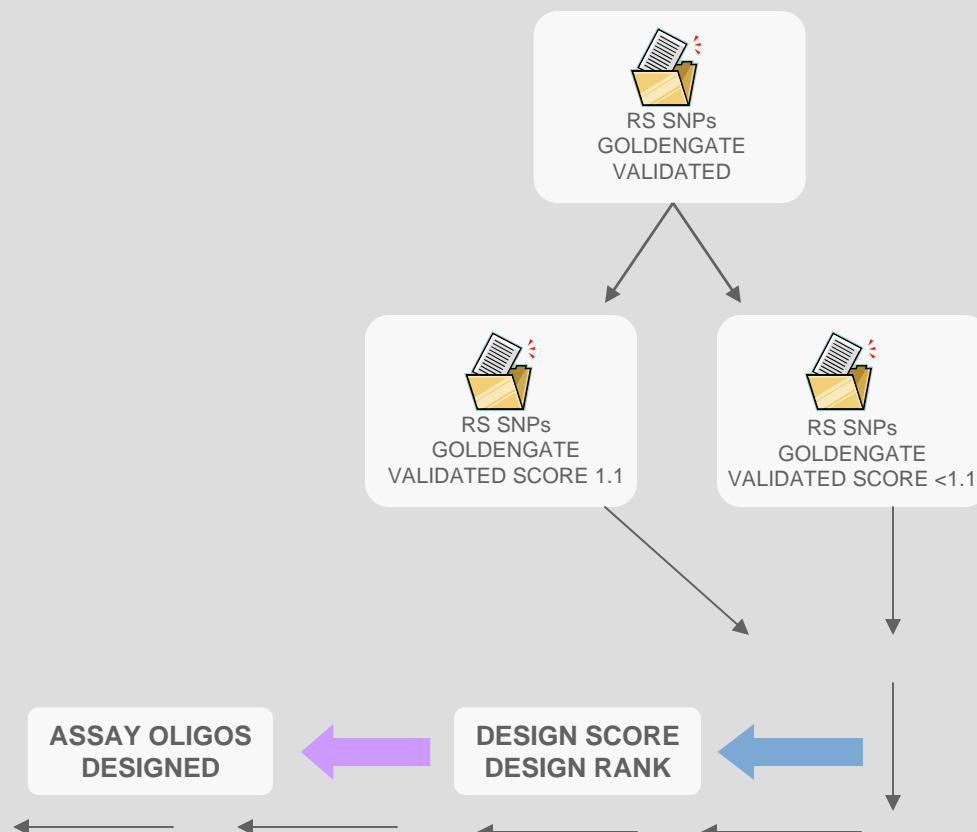 RS SNPs
GOLDENGATE
VALIDATED
RS SNPs
GOLDENGATE
VALIDATED SCORE 1.1
RS SNPs
GOLDENGATE
VALIDATED SCORE <1.1
ASSAY OLIGOS
DESIGNED
DESIGN SCORE
DESIGN RANK